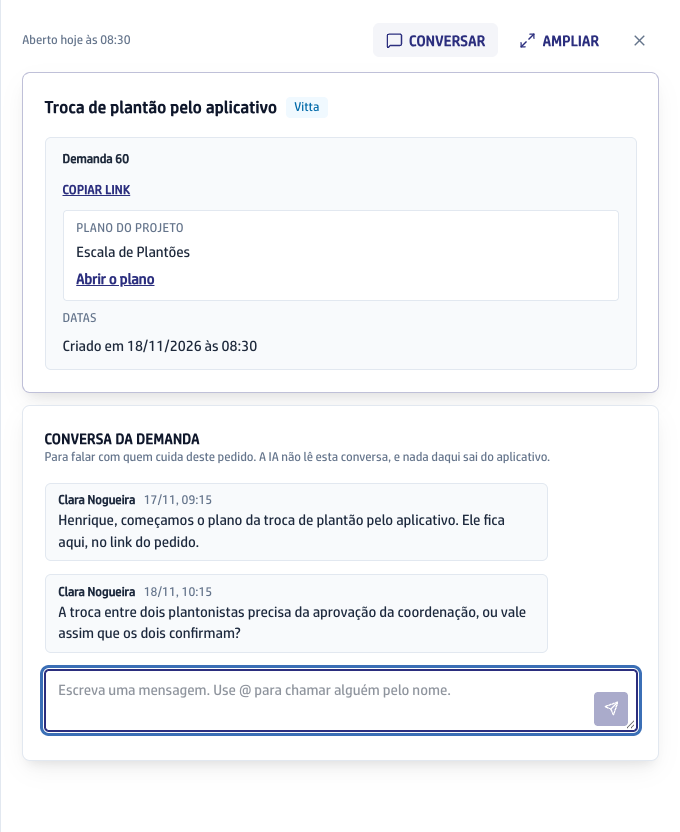 Aberto hoje às 08:30
CONVERSAR
AMPLIAR
Troca de plantão pelo aplicativo
Vitta
Demanda 60
COPIAR LINK
PLANO DO PROJETO
Escala de Plantões
Abrir o plano
DATAS
Criado em 18/11/2026 às 08:30
CONVERSA DA DEMANDA
Para falar com quem cuida deste pedido. A IA não lê esta conversa, e nada daqui sai do aplicativo.
Clara Nogueira 17/11, 09:15
Henrique, começamos o plano da troca de plantão pelo aplicativo. Ele fica
aqui, no link do pedido.
Clara Nogueira 18/11, 10:15
A troca entre dois plantonistas precisa da aprovação da coordenação, ou vale
assim que os dois confirmam?
Escreva uma mensagem. Use @ para chamar alguém pelo nome.